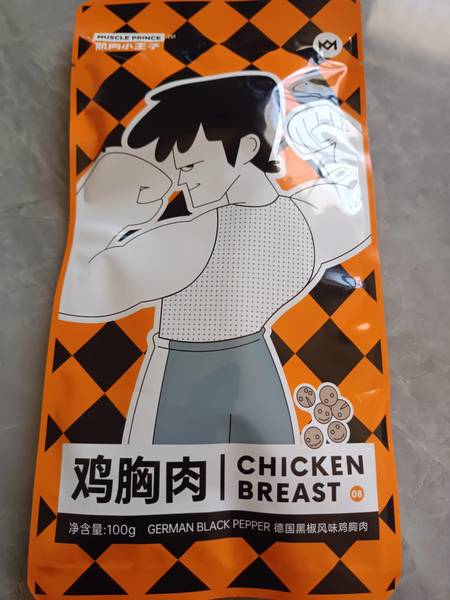 MUSCLE PRINCE™
肌肉小王子
鸡胸肉
CHICKEN
BREAST 08
净含量:100g GERMAN BLACK PEPPER 德国黑椒风味鸡胸肉